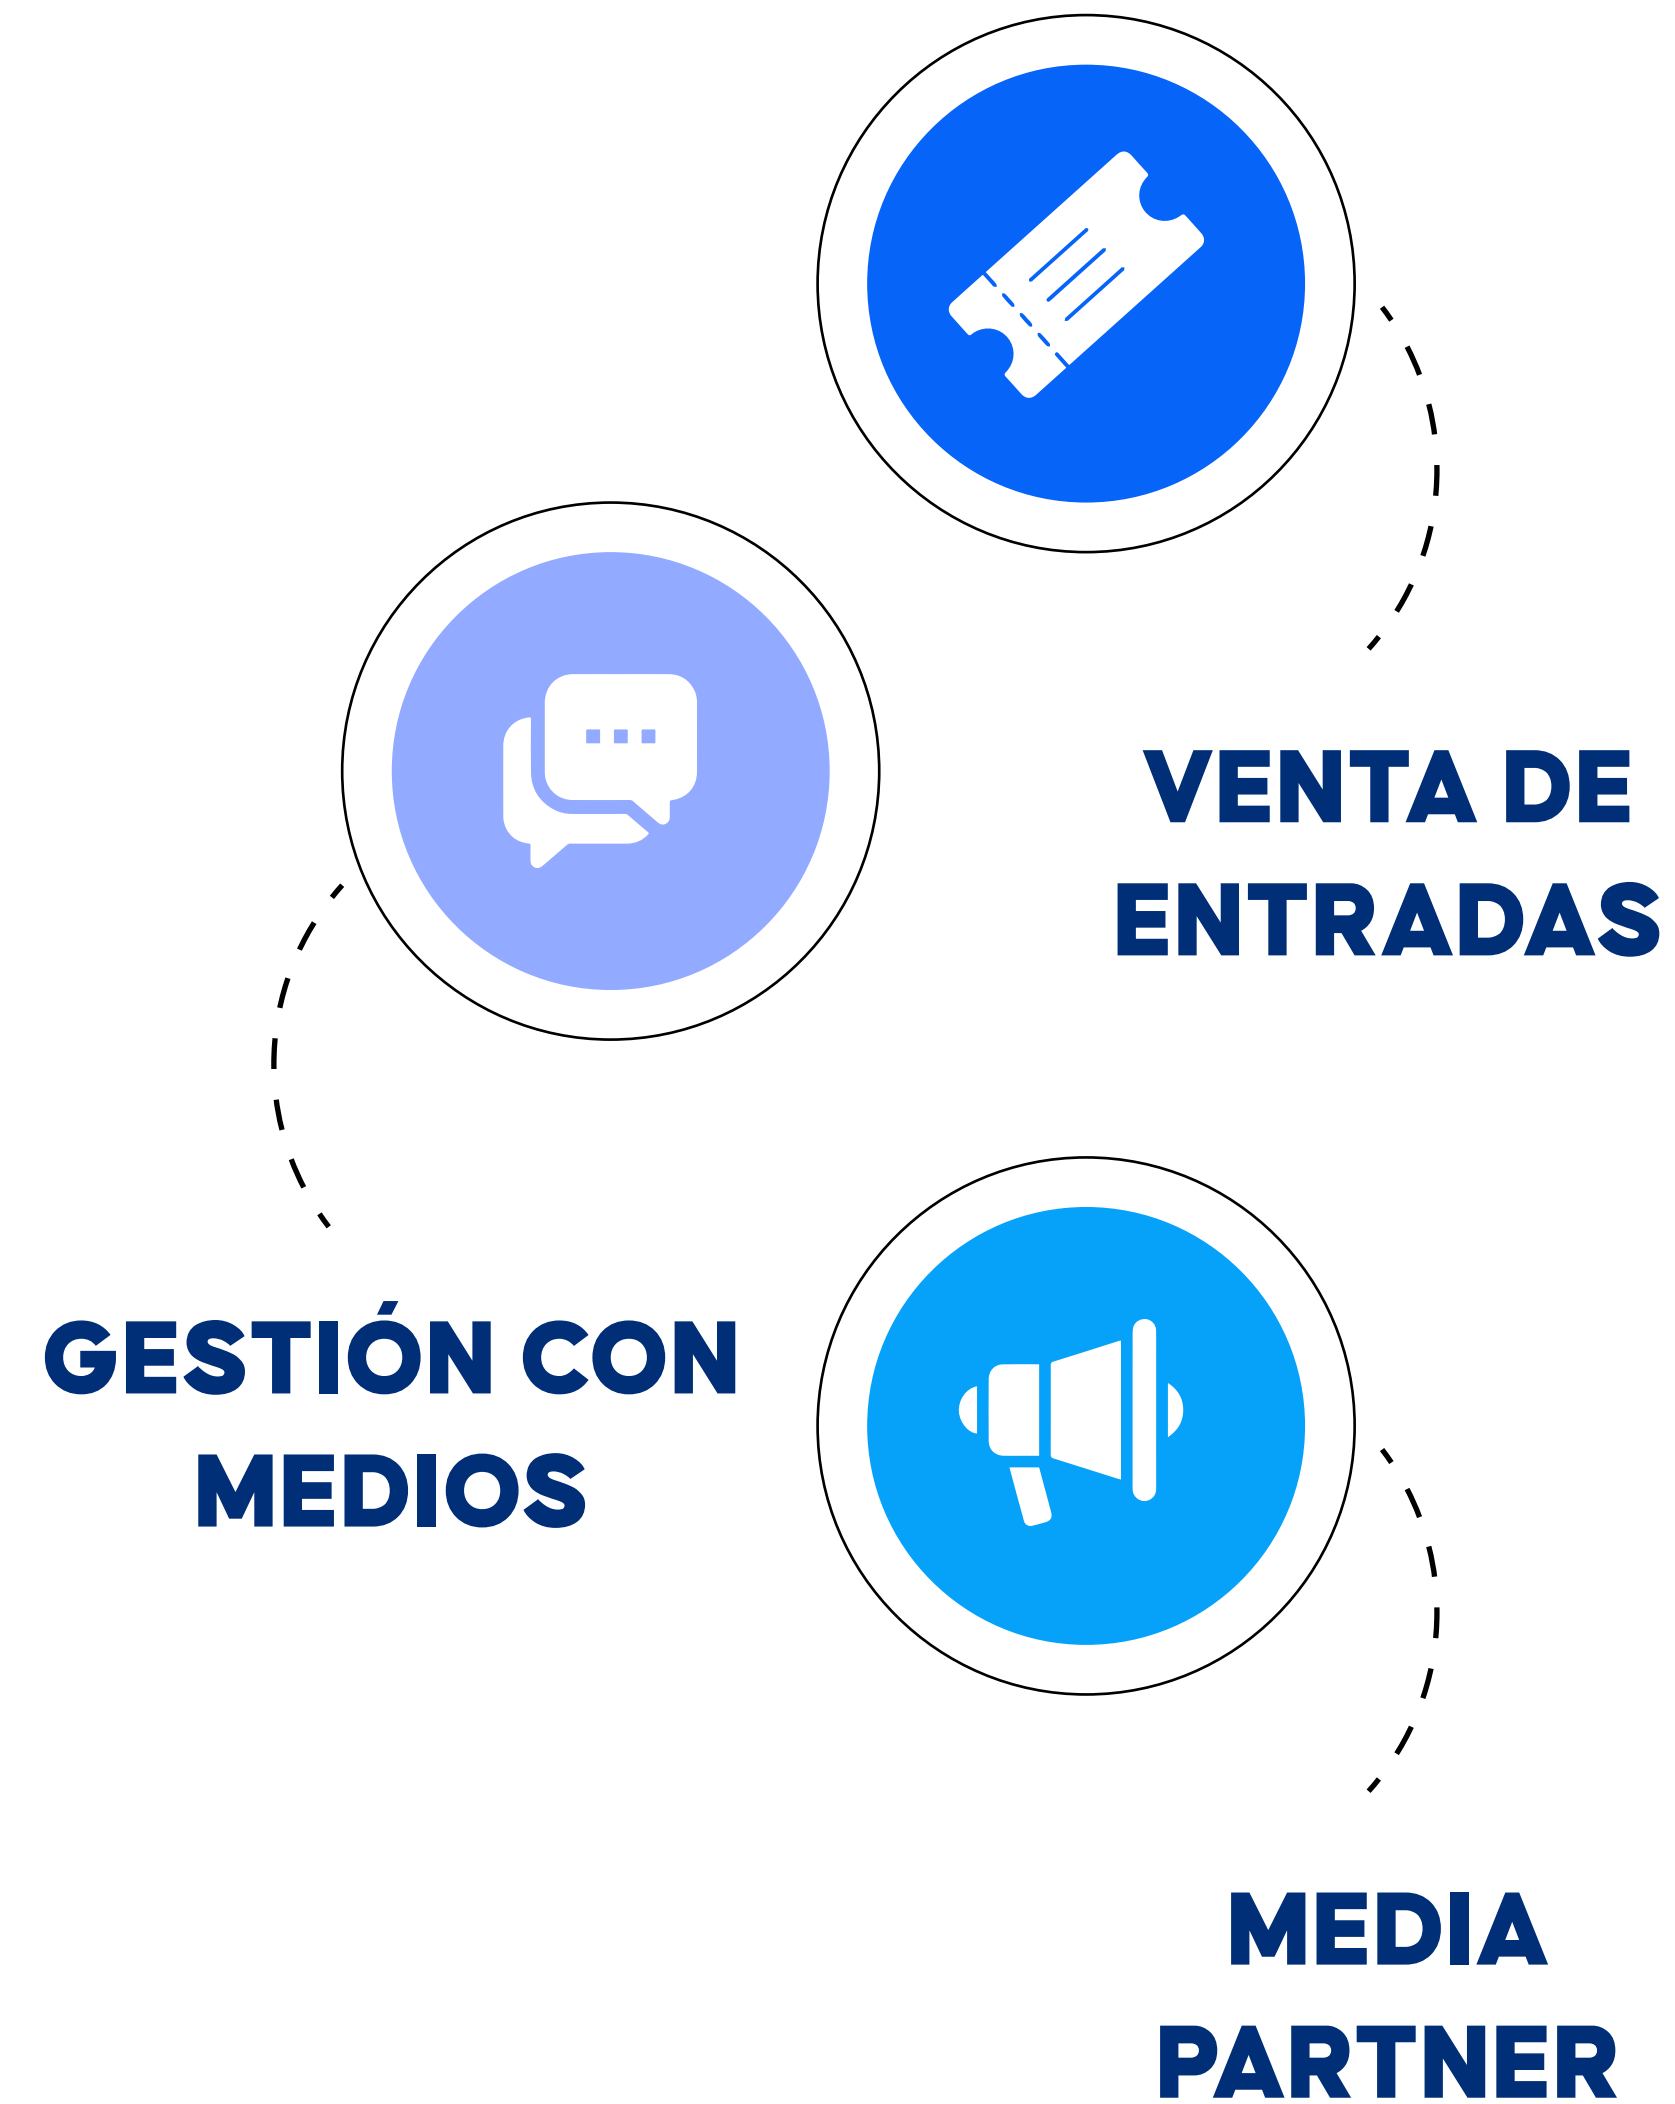 VENTA DE
ENTRADAS
GESTIÓN CON
MEDIOS
MEDIA
PARTNER